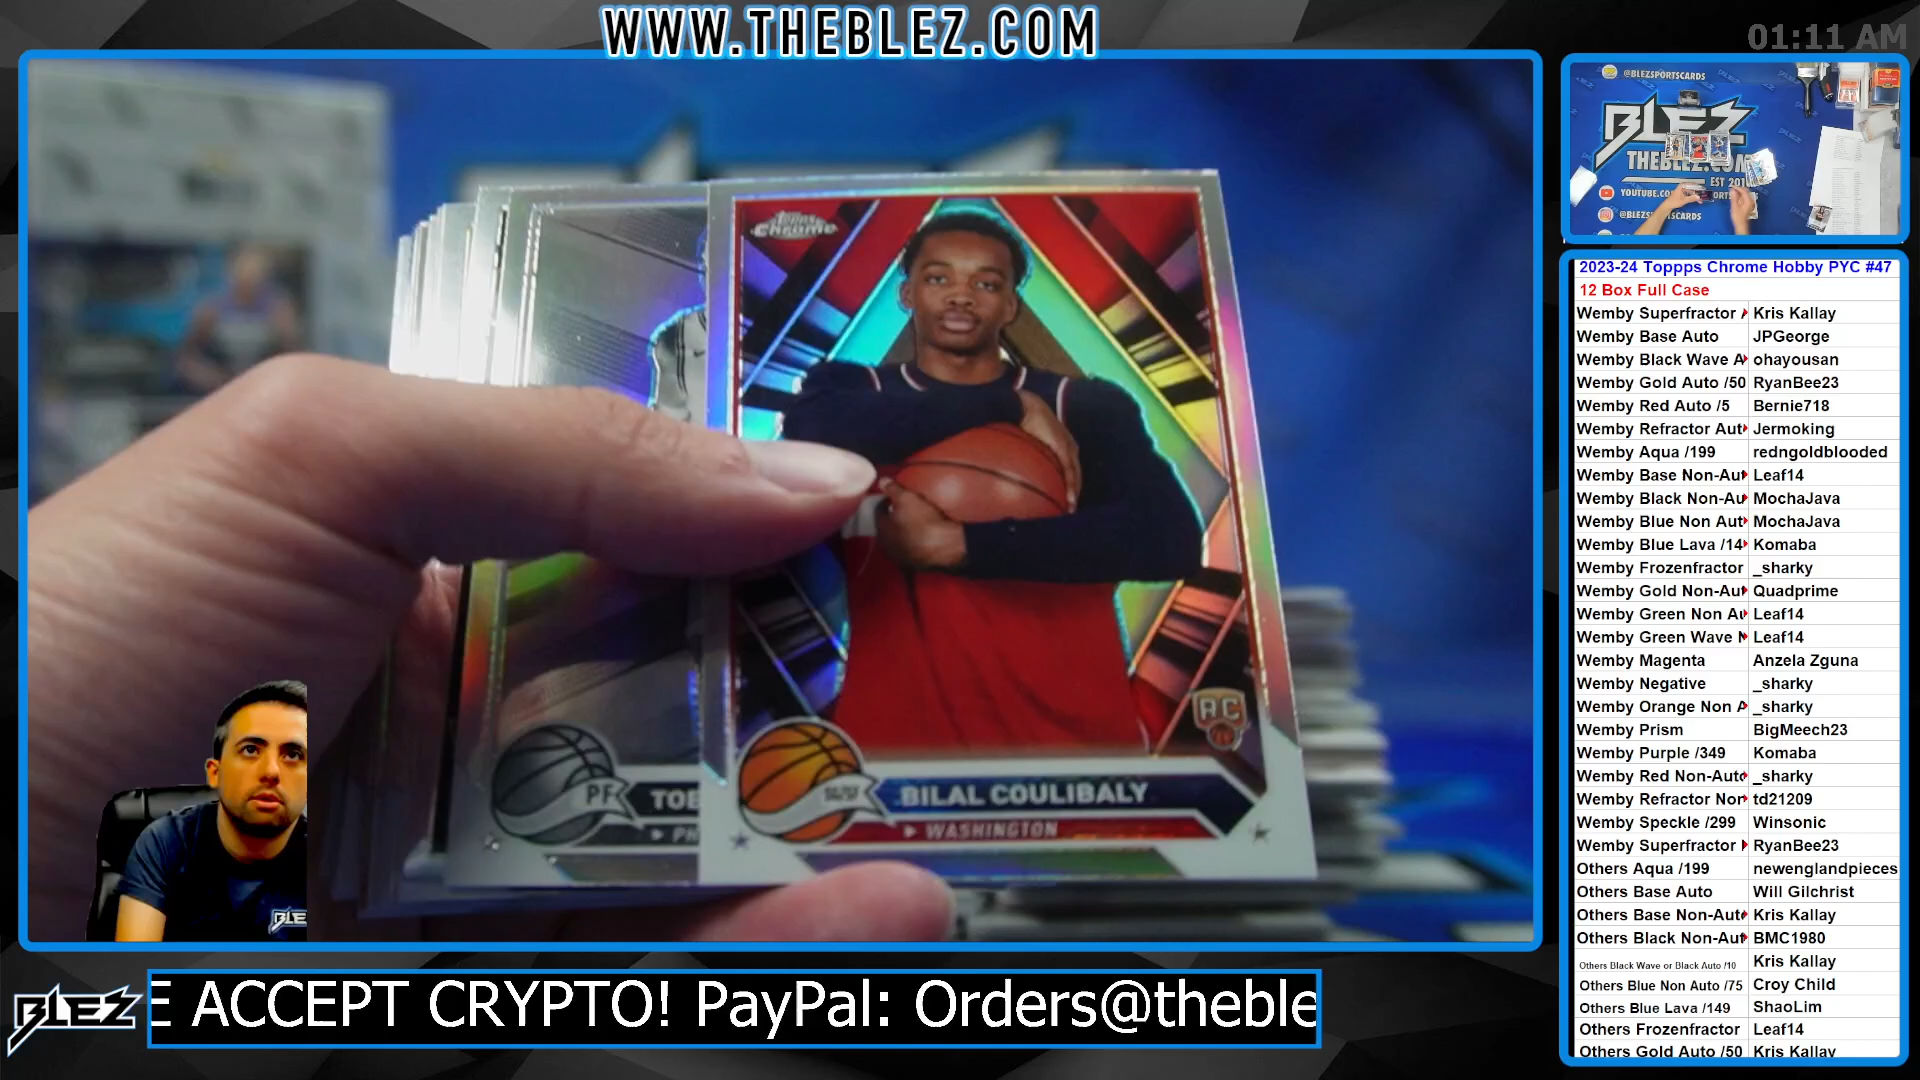 WWW.THEBLEZ.COM
01:11 AM
@BLEZSPORTSCARDS
BLEZ
THEBLEZ.COM
EST 201
YOUTUBE.CO
@BLEZSPORTSCARDS
Topps
Chrome
RC
BILAL COULIBALY
WASHINGTON
PF
TOB
PH
BLEZ
2023-24 Toppps Chrome Hobby PYC #47
12 Box Full Case
Wemby Superfractor A Kris Kallay
Wemby Base Auto JPGeorge
Wemby Black Wave A ohayousan
Wemby Gold Auto /50 RyanBee23
Wemby Red Auto /5 Bernie718
Wemby Refractor Aut Jermoking
Wemby Aqua /199 redngoldblooded
Wemby Base Non-Aut Leaf14
Wemby Black Non-Au MochaJava
Wemby Blue Non Aut MochaJava
Wemby Blue Lava /14 Komaba
Wemby Frozenfractor _sharky
Wemby Gold Non-Aut Quadprime
Wemby Green Non Au Leaf14
Wemby Green Wave N Leaf14
Wemby Magenta Anzela Zguna
Wemby Negative _sharky
Wemby Orange Non A _sharky
Wemby Prism BigMeech23
Wemby Purple /349 Komaba
Wemby Red Non-Auto _sharky
Wemby Refractor Non td21209
Wemby Speckle /299 Winsonic
Wemby Superfractor RyanBee23
Others Aqua /199 newenglandpieces
Others Base Auto Will Gilchrist
Others Base Non-Auto Kris Kallay
Others Black Non-Aut BMC1980
Others Black Wave or Black Auto /10 Kris Kallay
Others Blue Non Auto /75 Croy Child
Others Blue Lava /149 ShaoLim
Others Frozenfractor Leaf14
Others Gold Auto /50 Kris Kallay
BLEZ
E ACCEPT CRYPTO! PayPal: Orders@theble